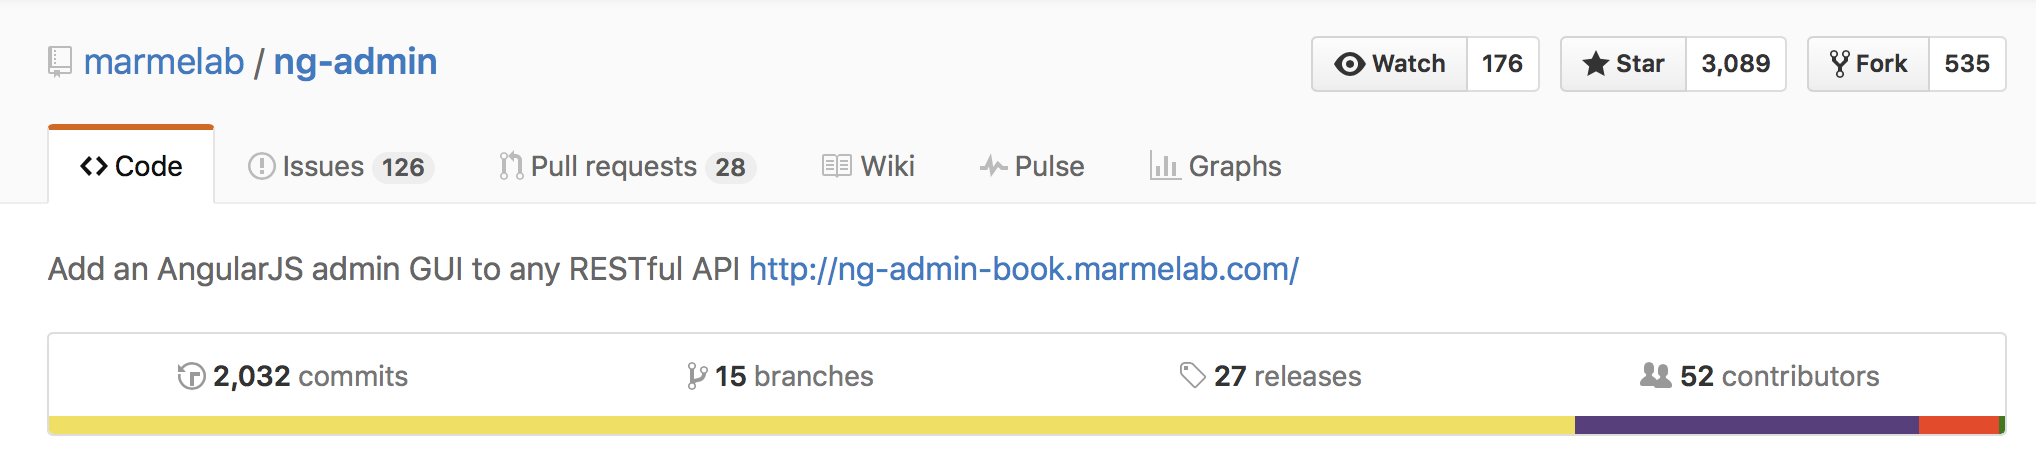 marmelab / ng-admin
Watch 176 Star 3,089 Fork 535
Code Issues 126 Pull requests 28 Wiki Pulse Graphs
Add an AngularJS admin GUI to any RESTful API http://ng-admin-book.marmelab.com/
2,032 commits 15 branches 27 releases 52 contributors